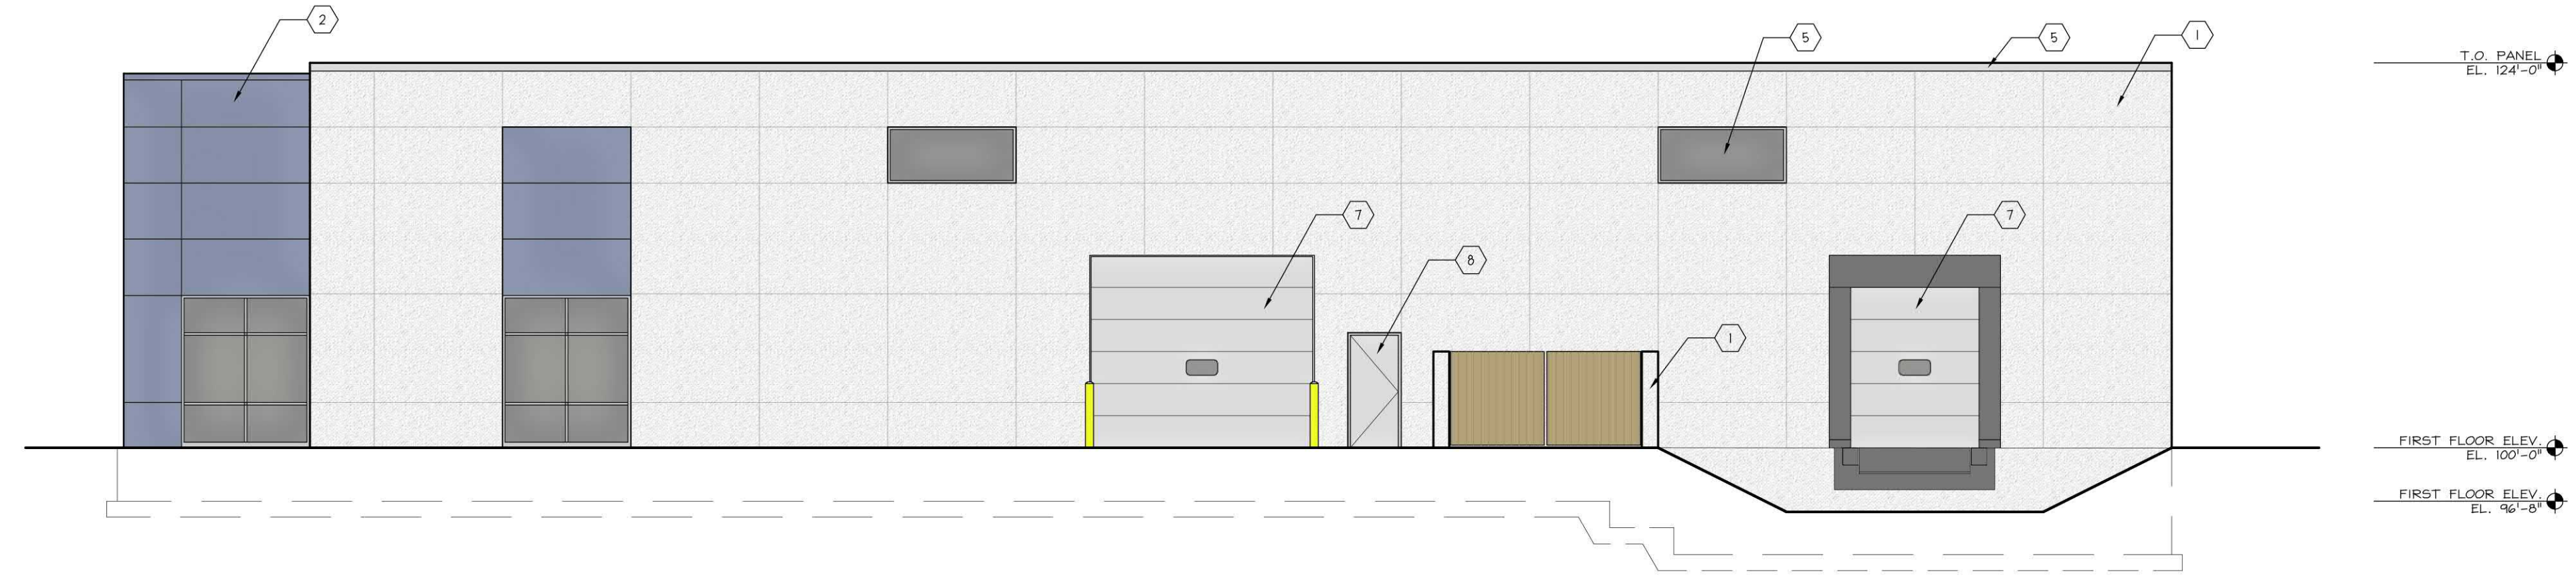 2
5
5
1
T.O. PANEL
EL. 124'-0"
7
7
8
1
FIRST FLOOR ELEV.
EL. 100'-0"
FIRST FLOOR ELEV.
EL. 96'-8"